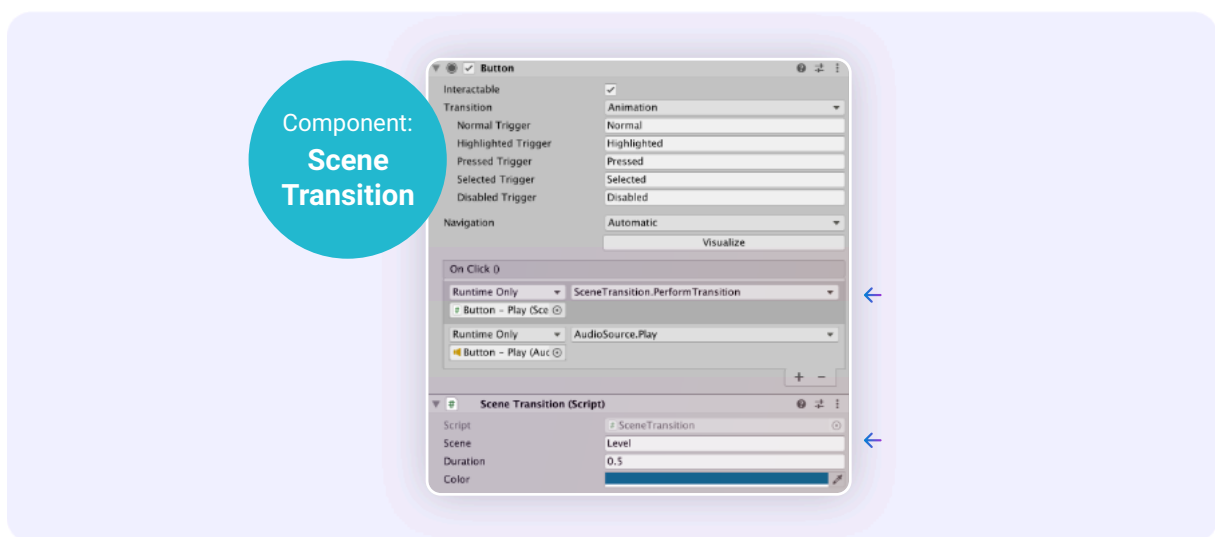 Component:
Scene
Transition
Button
Interactable
Transition Animation
Normal Trigger Normal
Highlighted Trigger Highlighted
Pressed Trigger Pressed
Selected Trigger Selected
Disabled Trigger Disabled
Navigation Automatic
Visualize
On Click ()
Runtime Only SceneTransition.PerformTransition
Button - Play (Sce
Runtime Only AudioSource.Play
Button - Play (Auc
+ -
Scene Transition (Script)
Script SceneTransition
Scene Level
Duration 0.5
Color